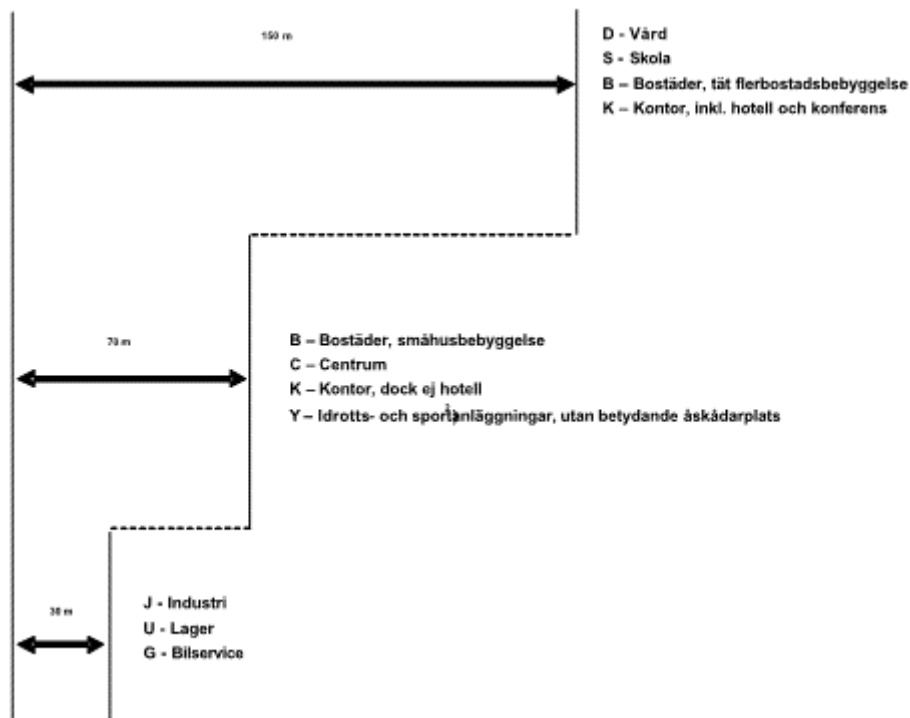 150 m
D - Vård
S - Skola
B – Bostäder, tät flerbostadsbebyggelse
K – Kontor, inkl. hotell och konferens
70 m
B – Bostäder, småhusbebyggelse
C – Centrum
K – Kontor, dock ej hotell
Y – Idrotts- och sportanläggningar, utan betydande åskådarplats
30 m
J - Industri
U - Lager
G - Bilservice